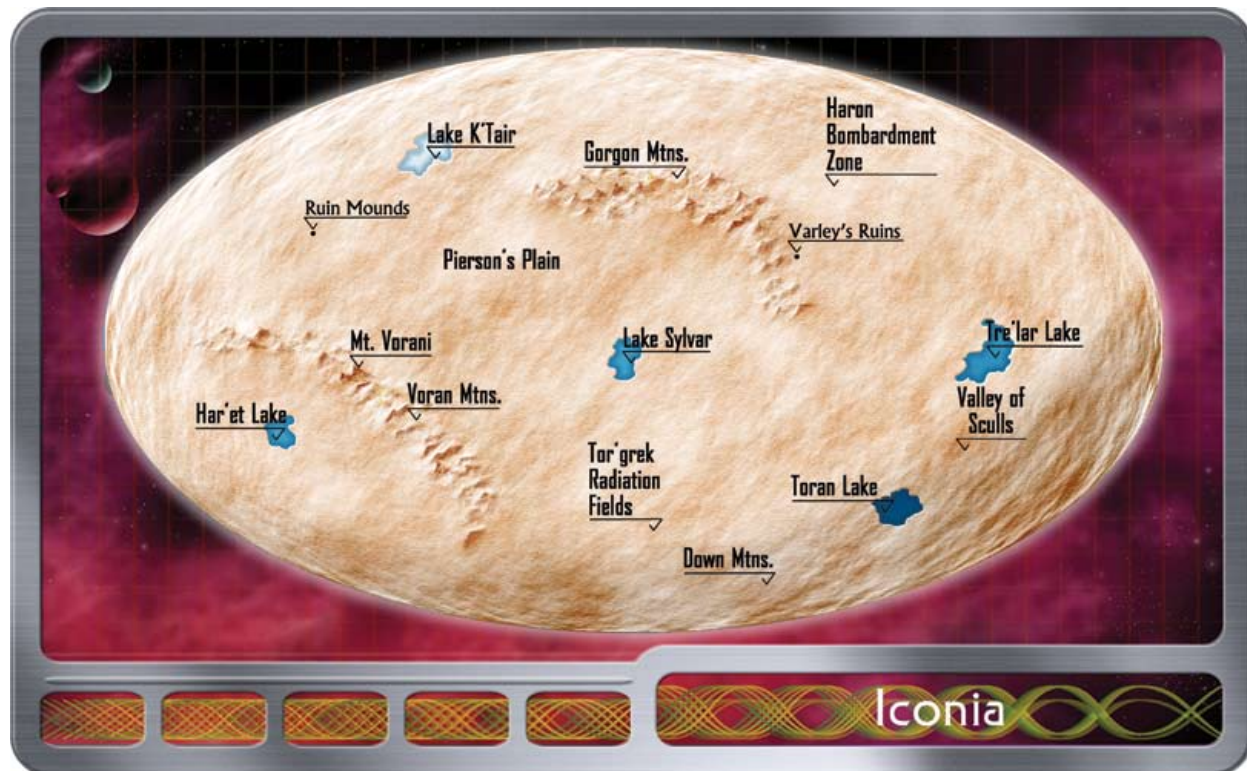 Haron
Bombardment
Zone
Lake K'Tair
Gorgon Mtns.
Ruin Mounds
Varley's Ruins
Pierson's Plain
Mt. Vorani
Lake Sylvar
Tre'lar Lake
Voran Mtns.
Valley of
Sculls
Har'et Lake
Tor'grek
Radiation
Fields
Toran Lake
Down Mtns.
Iconia